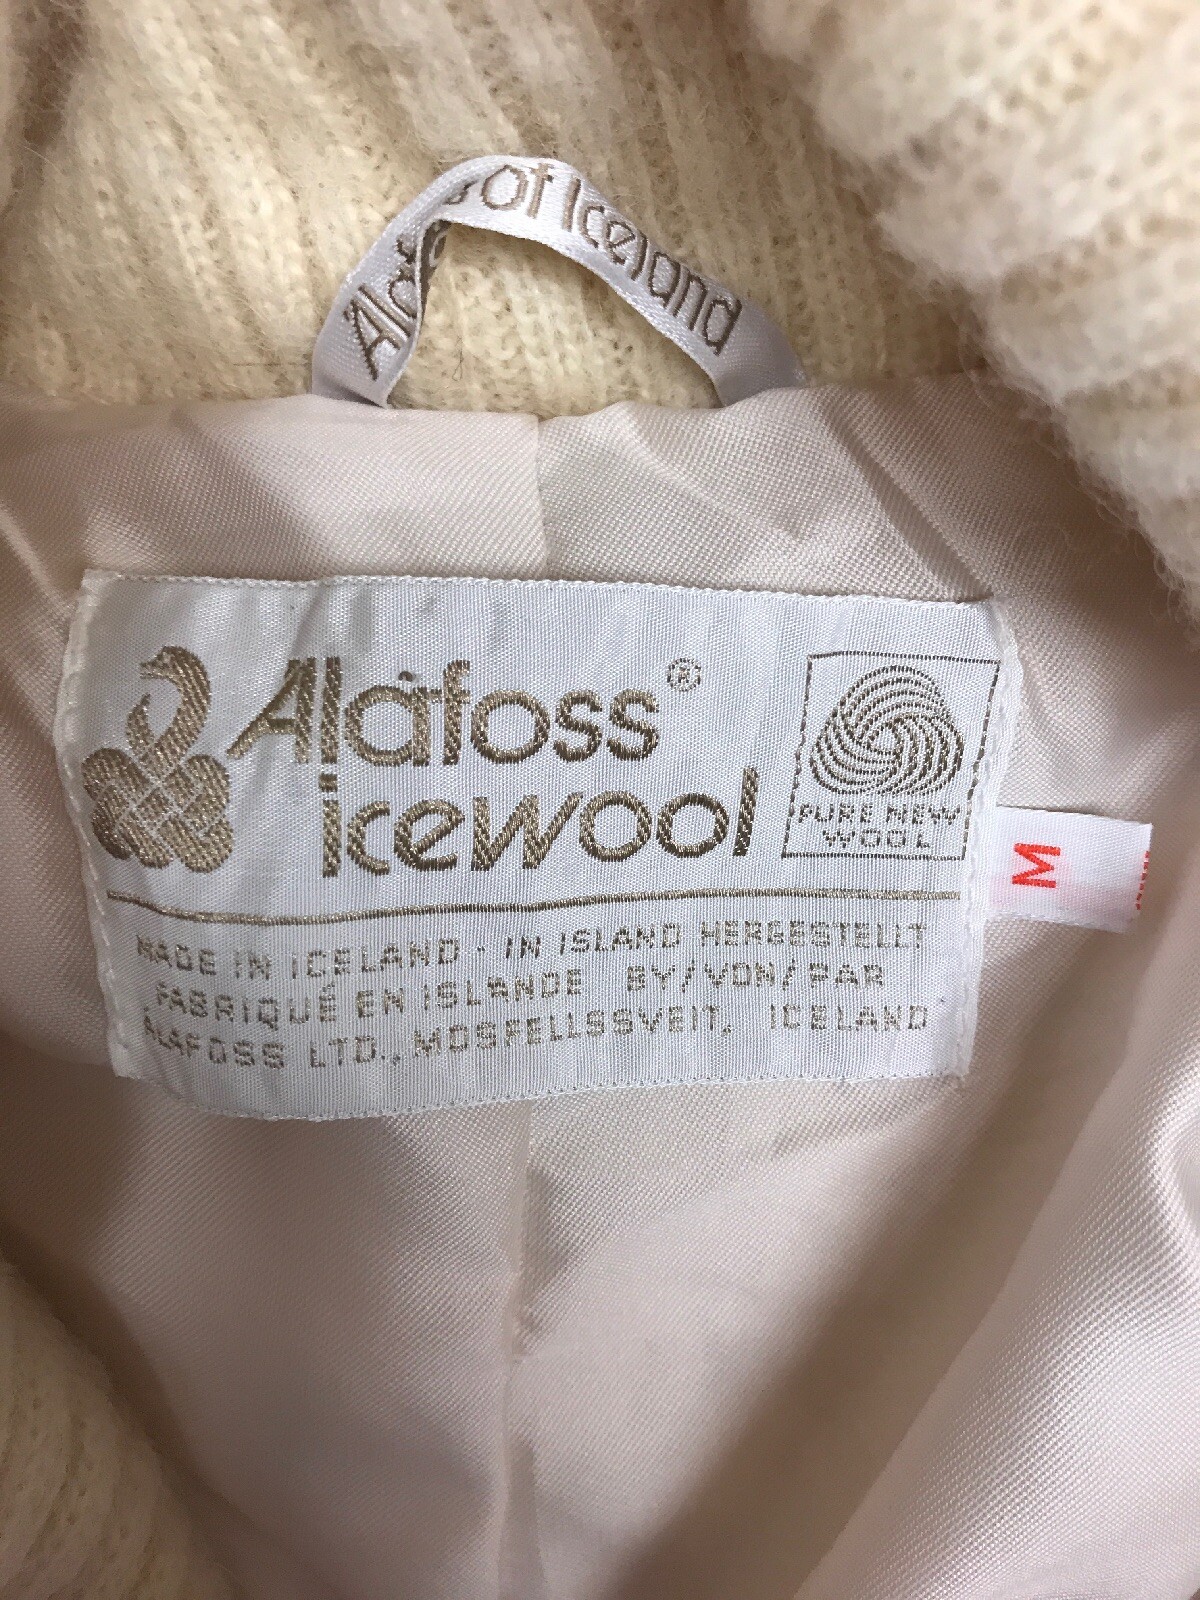 of Iceland
Álafoss®
icewool
PURE NEW
WOOL
M
MADE IN ICELAND - IN ISLAND HERGESTELLT
FABRIQUÉ EN ISLANDE BY/VON/PAR
ÁLAFOSS LTD., MOSFELLSSVEIT, ICELAND